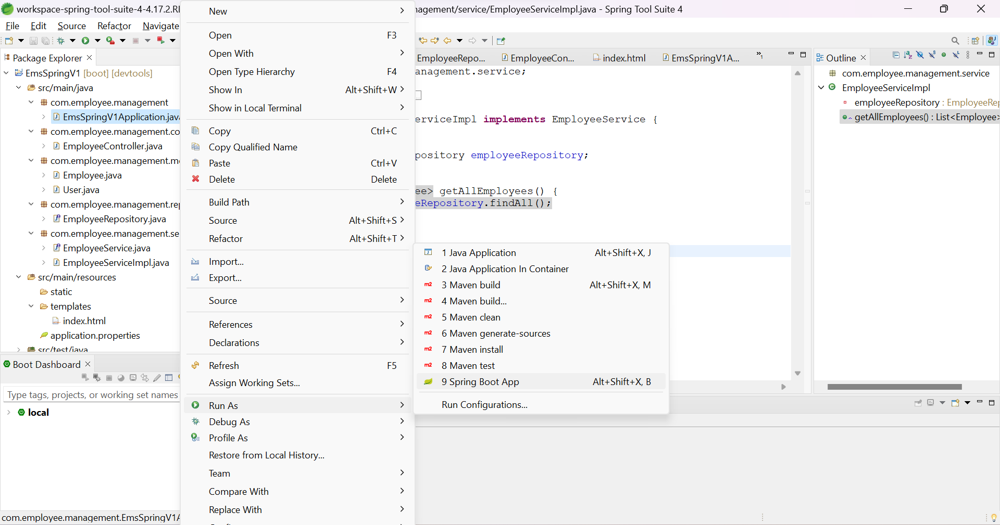 workspace-spring-tool-suite-4-4.17.2.RE
agement/service/EmployeeServiceImpl.java - Spring Tool Suite 4
File Edit Source Refactor Navigate
Package Explorer
EmsSpringV1 [boot] [devtools]
src/main/java
com.employee.management
EmsSpringV1Application.java
com.employee.management.co
EmployeeController.java
com.employee.management.mo
Employee.java
User.java
com.employee.management.rep
EmployeeRepository.java
com.employee.management.se
EmployeeService.java
EmployeeServiceImpl.java
src/main/resources
static
templates
index.html
application.properties
src/test/java
Boot Dashboard
Type tags, projects, or working set names
local
com.employee.management.EmsSpringV1A
New
Open F3
Open With
Open Type Hierarchy F4
Show In Alt+Shift+W
Show in Local Terminal
Copy Ctrl+C
Copy Qualified Name
Paste Ctrl+V
Delete Delete
Build Path
Source Alt+Shift+S
Refactor Alt+Shift+T
Import...
Export...
Source
References
Declarations
Refresh F5
Assign Working Sets...
Run As
Debug As
Profile As
Restore from Local History...
Team
Compare With
Replace With
1 Java Application Alt+Shift+X, J
2 Java Application In Container
3 Maven build Alt+Shift+X, M
4 Maven build...
5 Maven clean
6 Maven generate-sources
7 Maven install
8 Maven test
9 Spring Boot App Alt+Shift+X, B
Run Configurations...
EmployeeRepo... EmployeeCon... index.html EmsSpringV1A... »1
anagement.service;
erviceImpl implements EmployeeService {
pository employeeRepository;
ee> getAllEmployees() {
eRepository.findAll();
Outline
com.employee.management.service
EmployeeServiceImpl
employeeRepository : EmployeeRep
getAllEmployees() : List<Employee>